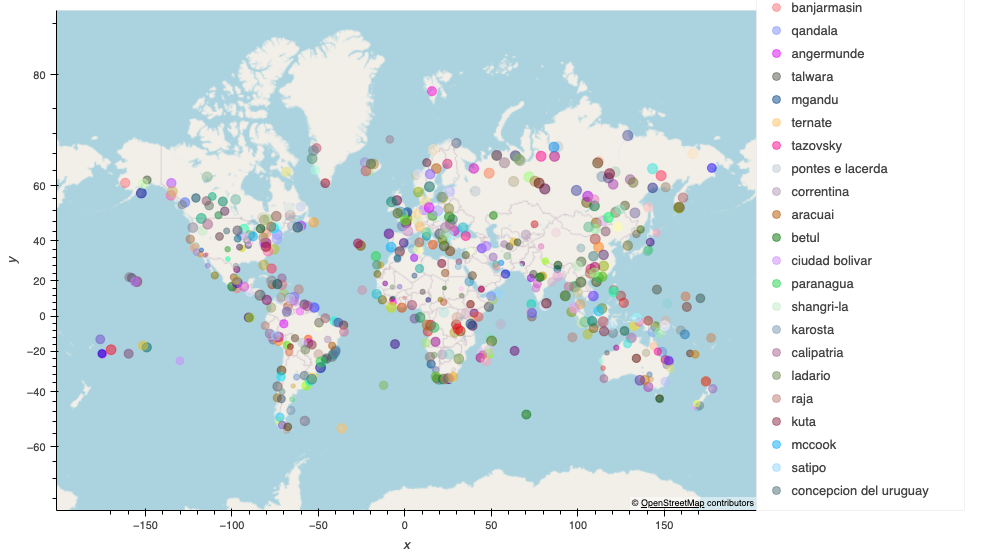 banjarmasin
qandala
angermunde
talwara
mgandu
ternate
tazovsky
pontes e lacerda
correntina
aracuai
betul
ciudad bolivar
paranagua
shangri-la
karosta
calipatria
ladario
raja
kuta
mccook
satipo
concepcion del uruguay
80
60
40
20
0
−20
−40
−60
y
© OpenStreetMap contributors
−150 −100 −50 0 50 100 150
x